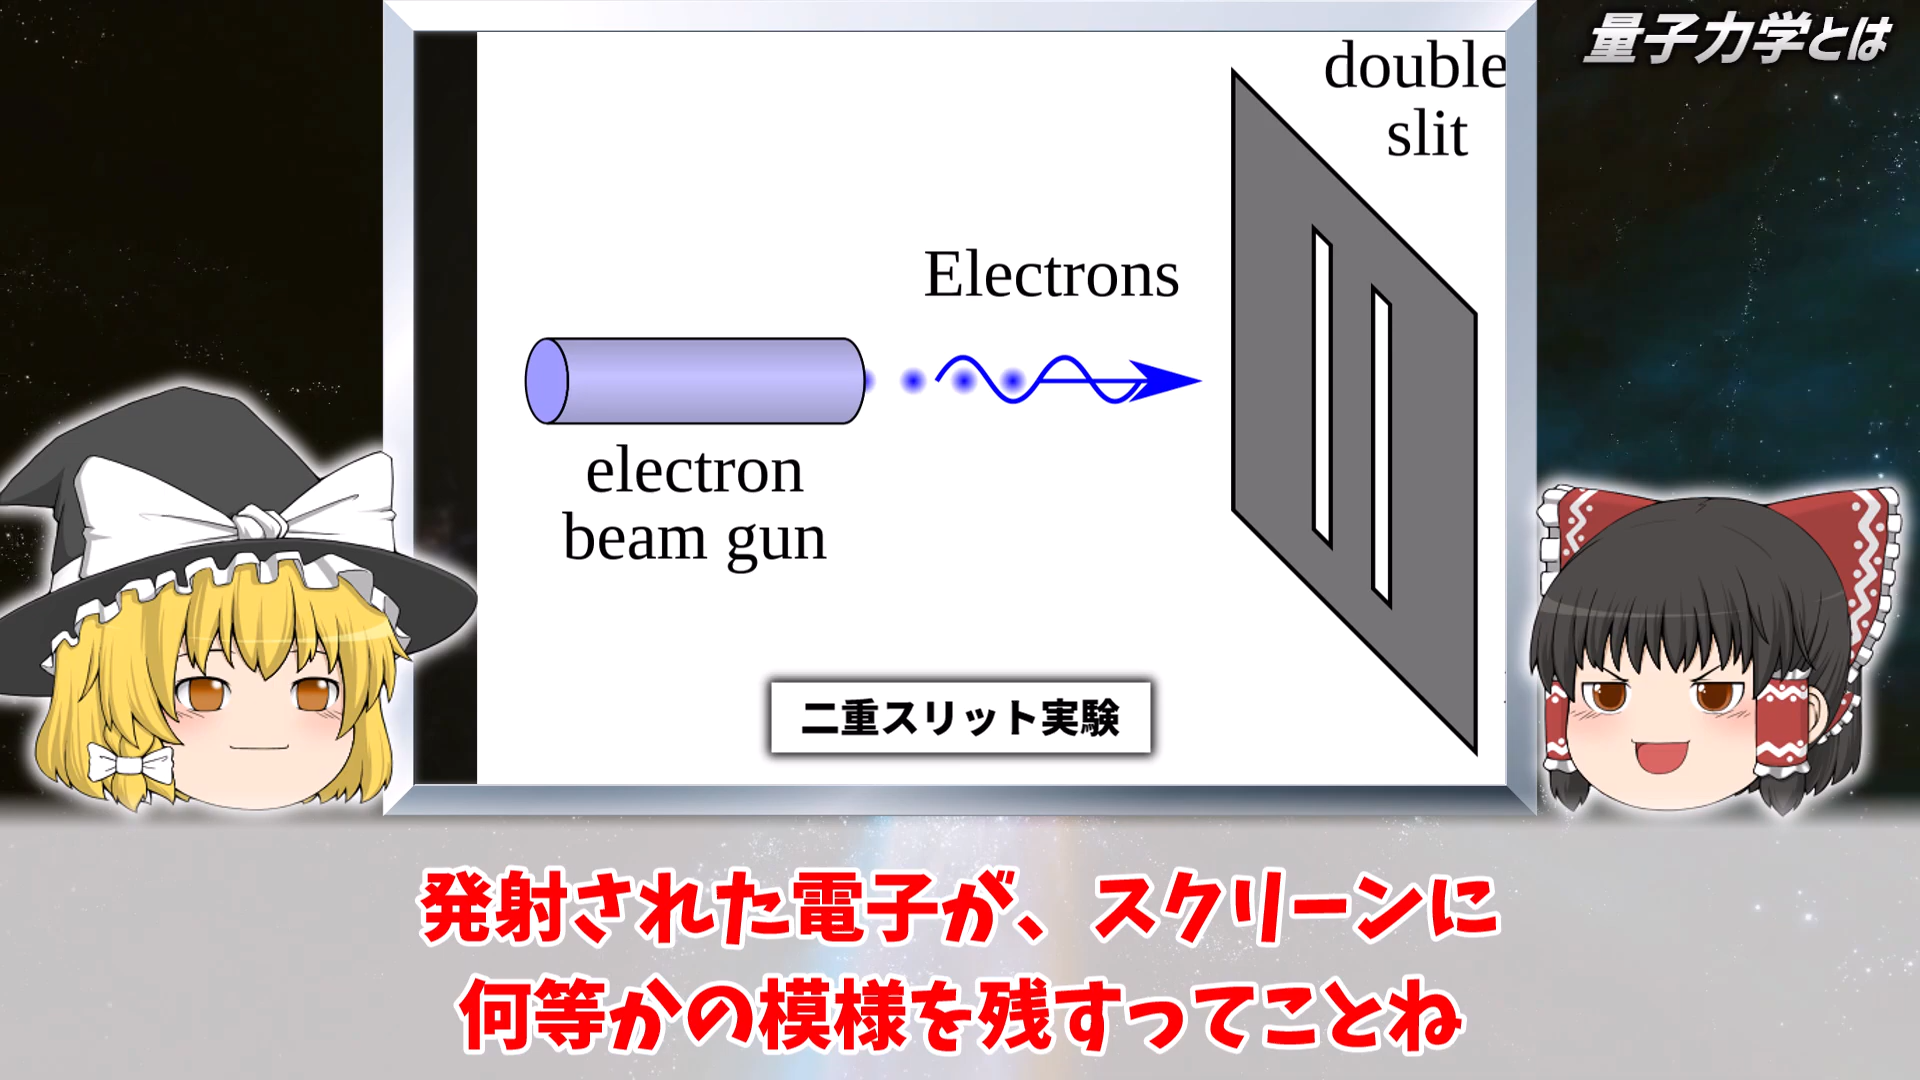 量子力学とは
double
slit
Electrons
electron
beam gun
二重スリット実験
発射された電子が、スクリーンに
何等かの模様を残すってことね